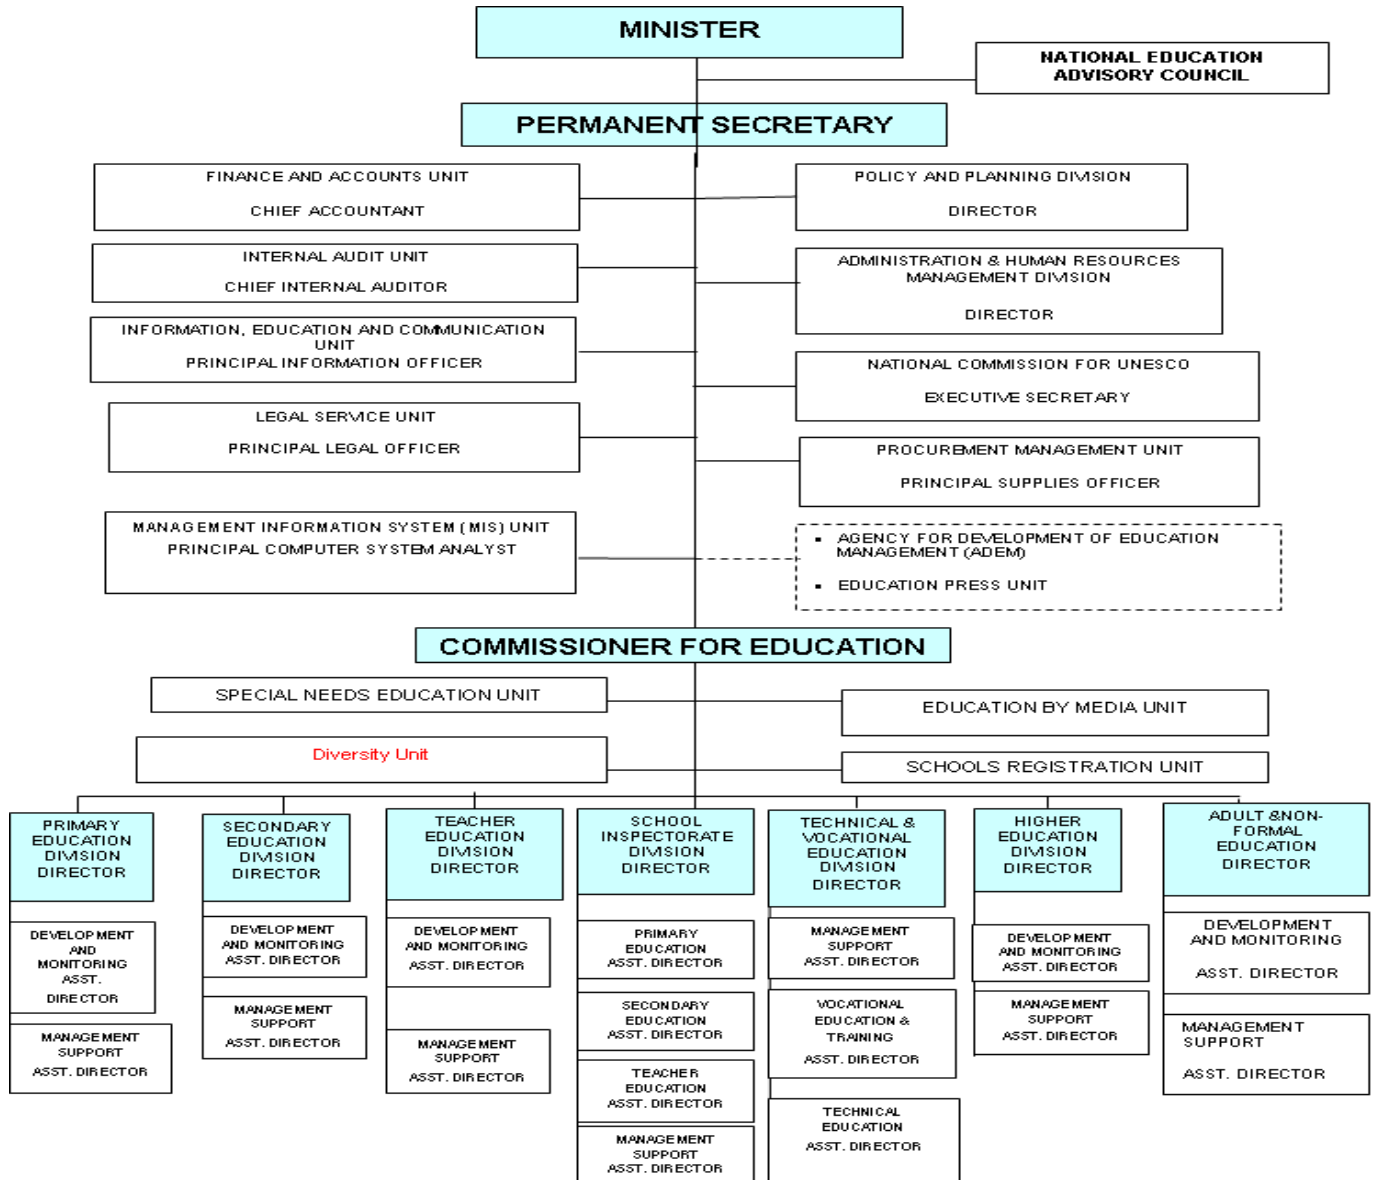 MINISTER
NATIONAL EDUCATION
ADVISORY COUNCIL
PERMANENT SECRETARY
FINANCE AND ACCOUNTS UNIT
CHIEF ACCOUNTANT
POLICY AND PLANNING DIVISION
DIRECTOR
INTERNAL AUDIT UNIT
CHIEF INTERNAL AUDITOR
ADMINISTRATION & HUMAN RESOURCES
MANAGEMENT DIVISION
DIRECTOR
INFORMATION, EDUCATION AND COMMUNICATION
UNIT
PRINCIPAL INFORMATION OFFICER
NATIONAL COMMISSION FOR UNESCO
EXECUTIVE SECRETARY
LEGAL SERVICE UNIT
PRINCIPAL LEGAL OFFICER
PROCUREMENT MANAGEMENT UNIT
PRINCIPAL SUPPLIES OFFICER
MANAGEMENT INFORMATION SYSTEM (MIS) UNIT
PRINCIPAL COMPUTER SYSTEM ANALYST
▪ AGENCY FOR DEVELOPMENT OF EDUCATION
MANAGEMENT (ADEM)
▪ EDUCATION PRESS UNIT
COMMISSIONER FOR EDUCATION
SPECIAL NEEDS EDUCATION UNIT
EDUCATION BY MEDIA UNIT
Diversity Unit
SCHOOLS REGISTRATION UNIT
PRIMARY
EDUCATION
DIVISION
DIRECTOR
DEVELOPMENT
AND
MONITORING
ASST.
DIRECTOR
MANAGEMENT
SUPPORT
ASST. DIRECTOR
SECONDARY
EDUCATION
DIVISION
DIRECTOR
DEVELOPMENT
AND MONITORING
ASST. DIRECTOR
MANAGEMENT
SUPPORT
ASST. DIRECTOR
TEACHER
EDUCATION
DIVISION
DIRECTOR
DEVELOPMENT
AND MONITORING
ASST. DIRECTOR
MANAGEMENT
SUPPORT
ASST. DIRECTOR
SCHOOL
INSPECTORATE
DIVISION
DIRECTOR
PRIMARY
EDUCATION
ASST. DIRECTOR
SECONDARY
EDUCATION
ASST. DIRECTOR
TEACHER
EDUCATION
ASST. DIRECTOR
MANAGEMENT
SUPPORT
ASST. DIRECTOR
TECHNICAL &
VOCATIONAL
EDUCATION
DIVISION
DIRECTOR
MANAGEMENT
SUPPORT
ASST. DIRECTOR
VOCATIONAL
EDUCATION &
TRAINING
ASST. DIRECTOR
TECHNICAL
EDUCATION
ASST. DIRECTOR
HIGHER
EDUCATION
DIVISION
DIRECTOR
DEVELOPMENT
AND MONITORING
ASST. DIRECTOR
MANAGEMENT
SUPPORT
ASST. DIRECTOR
ADULT &NON-
FORMAL
EDUCATION
DIRECTOR
DEVELOPMENT
AND MONITORING
ASST. DIRECTOR
MANAGEMENT
SUPPORT
ASST. DIRECTOR